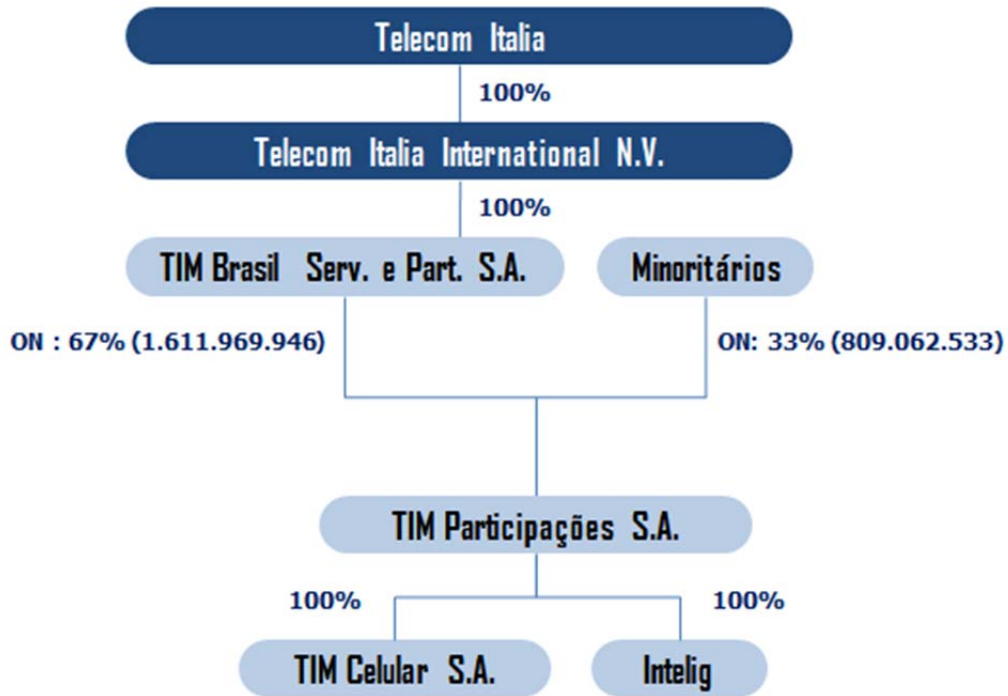 Telecom Italia
100%
Telecom Italia International N.V.
100%
TIM Brasil Serv. e Part. S.A.
Minoritários
ON : 67% (1.611.969.946)
ON: 33% (809.062.533)
TIM Participações S.A.
100%
100%
TIM Celular S.A.
Intelig